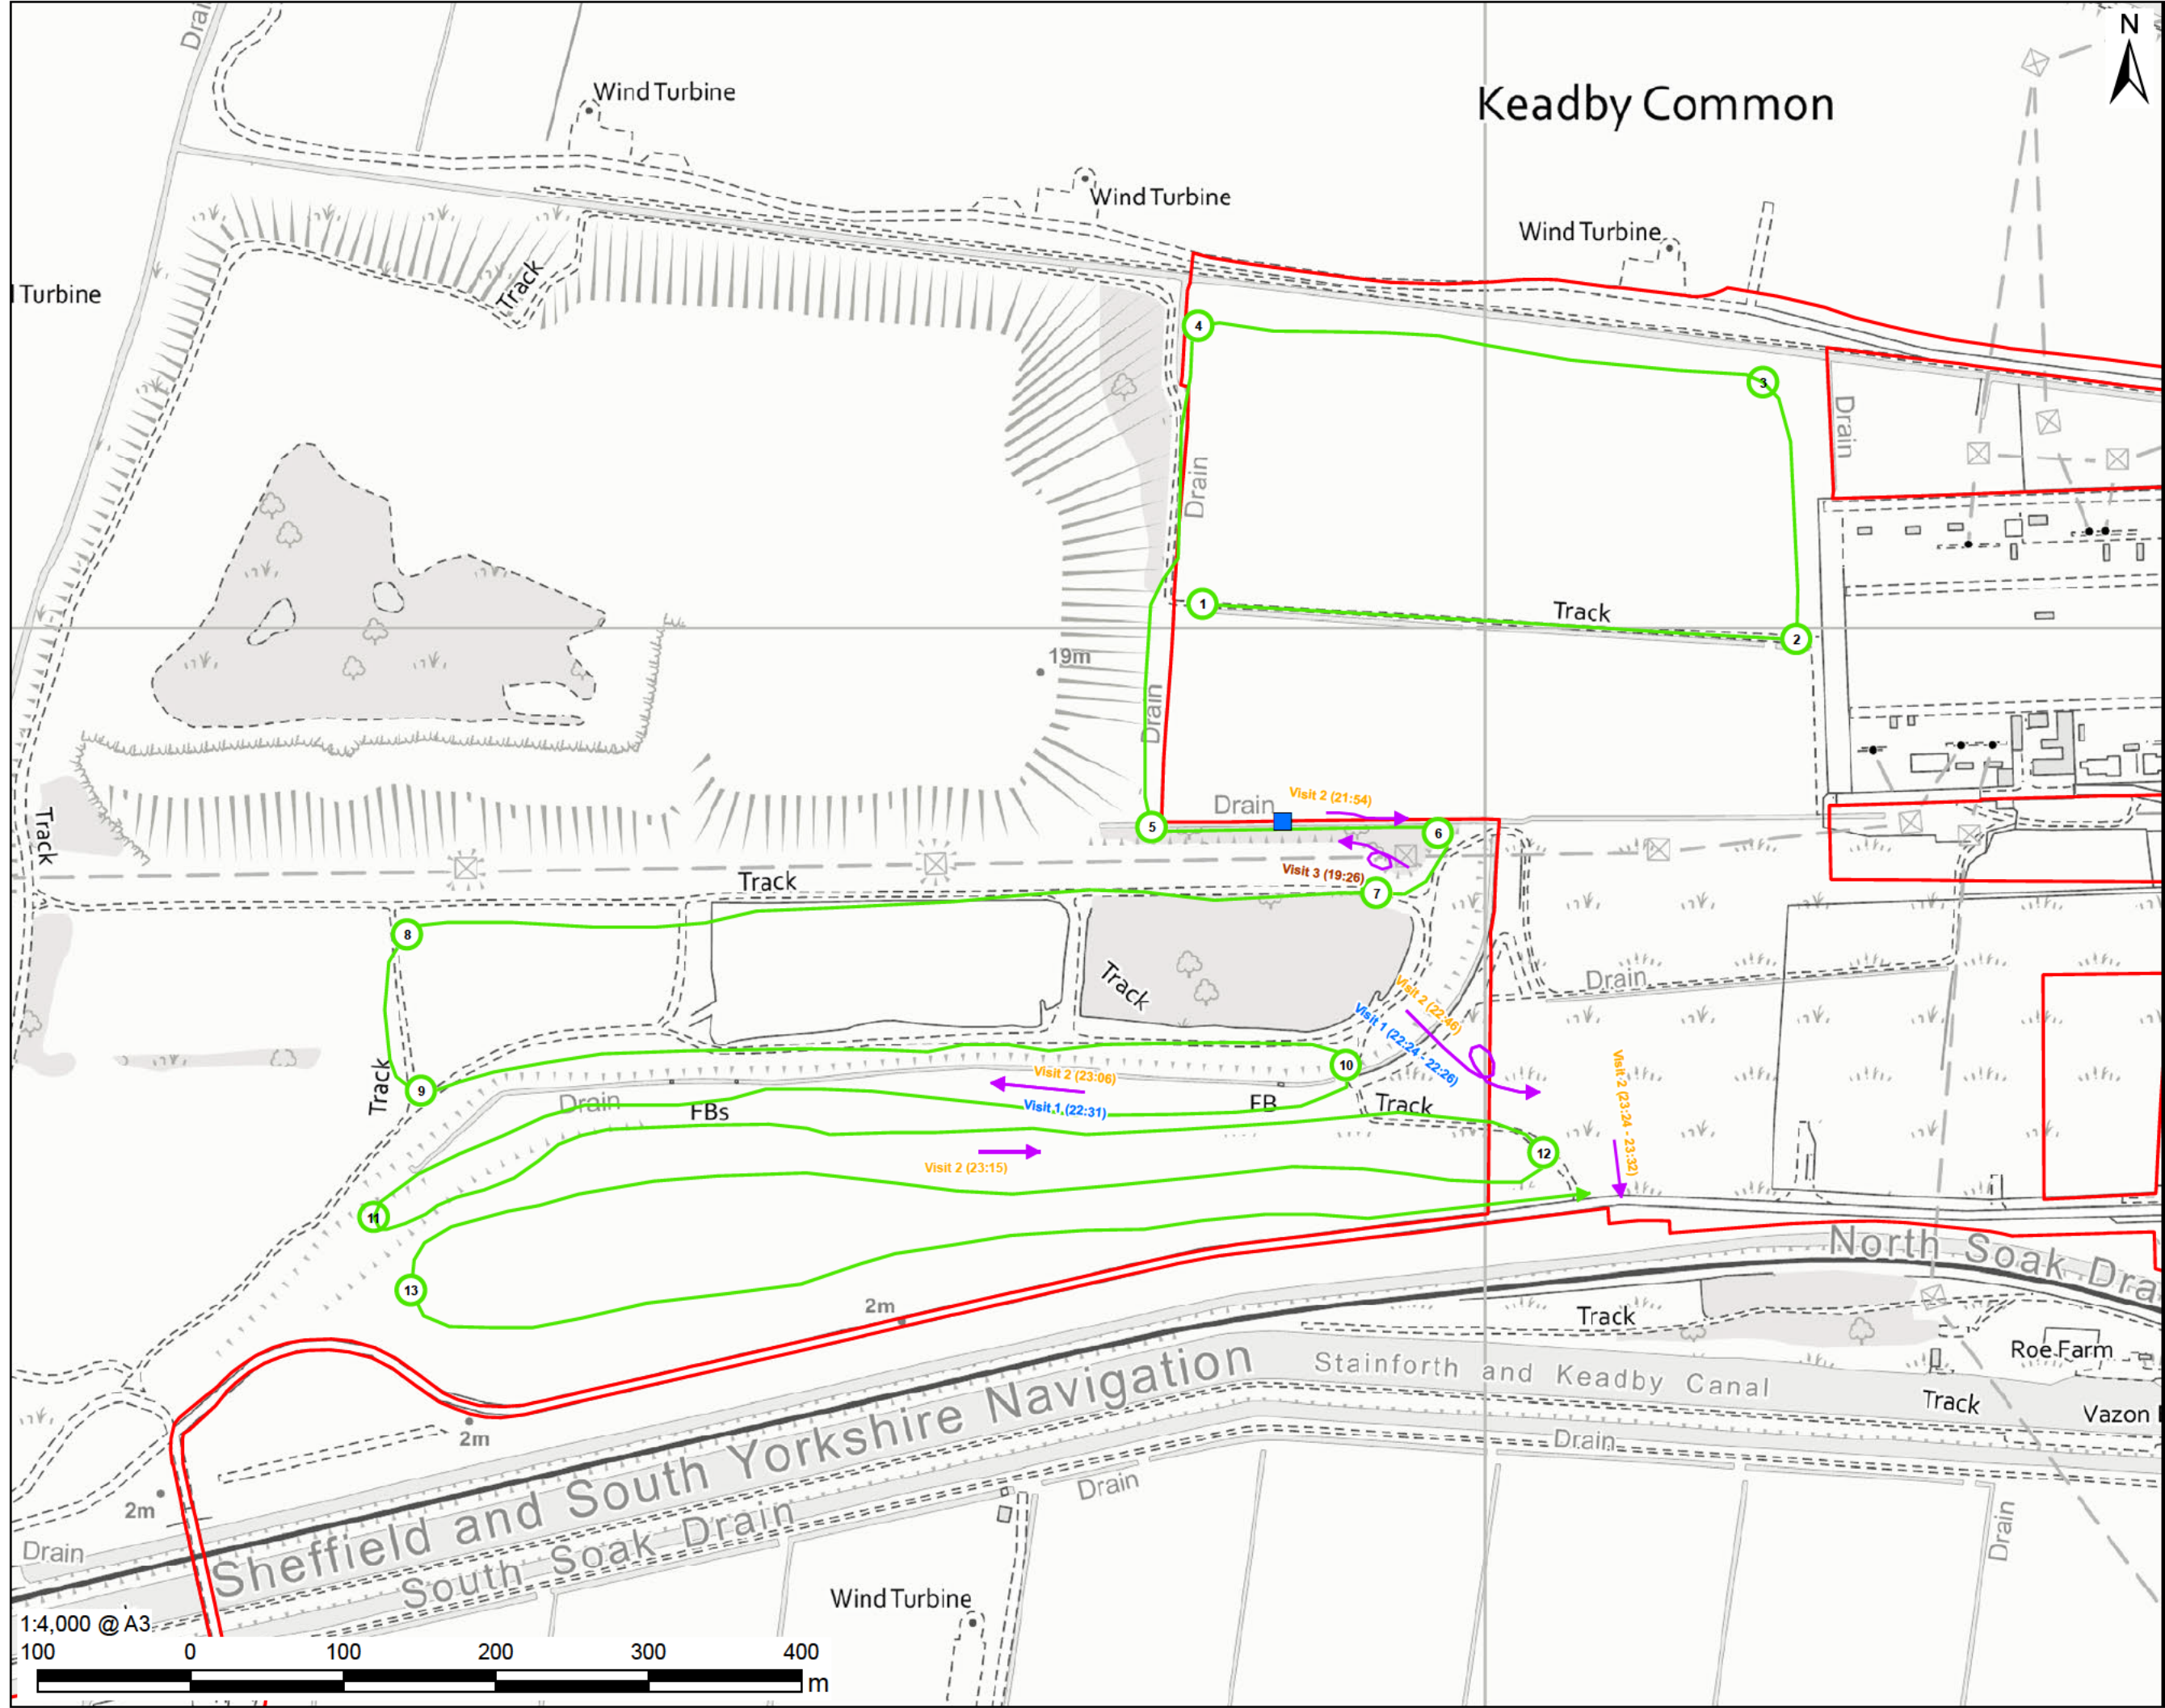 Drain
N
Wind Turbine
Keadby Common
Wind Turbine
Wind Turbine
Track
Turbine
4
3
Drain
Drain
1
Track
2
19m
Drain
Track
Drain
Visit 2 (21:54)
5
6
Visit 3 (19:26)
Track
7
8
Track
Drain
Visit 2 (22:46)
Visit 1 (22:24 - 22:26)
Visit 2 (23:24 - 23:32)
Track
9
10
Visit 2 (23:06)
Drain
FBs
Visit 1 (22:31)
FB
Track
12
Visit 2 (23:15)
11
13
North Soak Dra
2m
Track
Roe Farm
Sheffield and South Yorkshire Navigation
Stainforth and Keadby Canal
Track
Vazon
2m
Drain
Drain
2m
Drain
South Soak Drain
Drain
Wind Turbine
1:4,000 @ A3
100 0 100 200 300 400
m